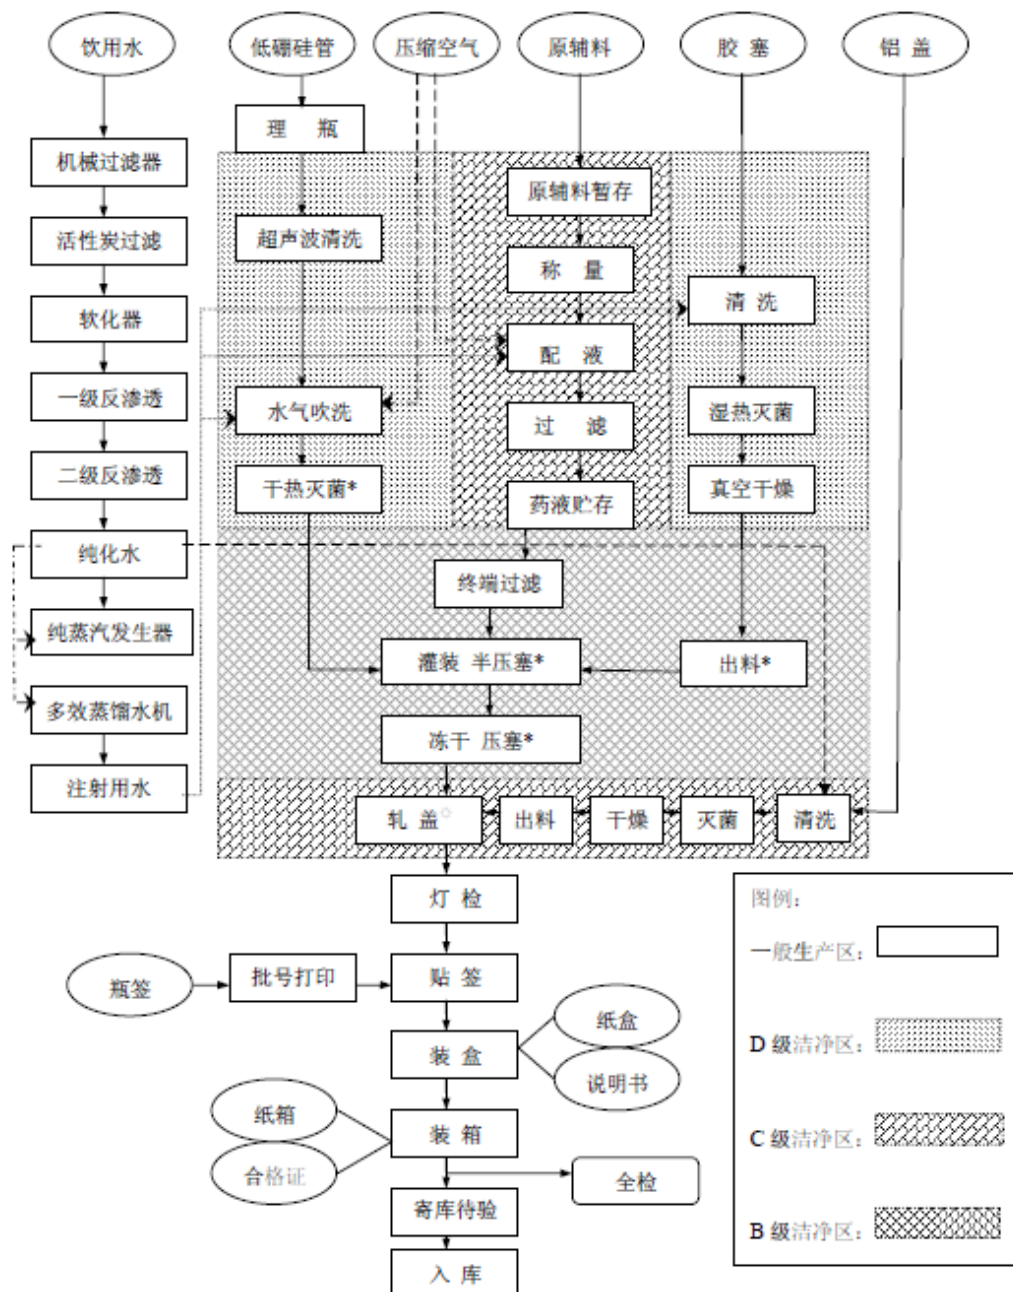 饮用水
低硼硅管
压缩空气
原辅料
胶塞
铝 盖
理 瓶
机械过滤器
原辅料暂存
活性炭过滤
超声波清洗
称 量
清 洗
软化器
配 液
一级反渗透
水气吹洗
过 滤
湿热灭菌
二级反渗透
干热灭菌*
药液贮存
真空干燥
纯化水
终端过滤
纯蒸汽发生器
灌装 半压塞*
出料*
多效蒸馏水机
冻干 压塞*
注射用水
轧 盖
出料
干燥
灭菌
清洗
灯 检
图例:
一般生产区:
瓶签
批号打印
贴 签
纸盒
装 盒
D 级洁净区:
说明书
纸箱
装 箱
C 级洁净区:
合格证
全检
寄库待验
B 级洁净区:
入 库